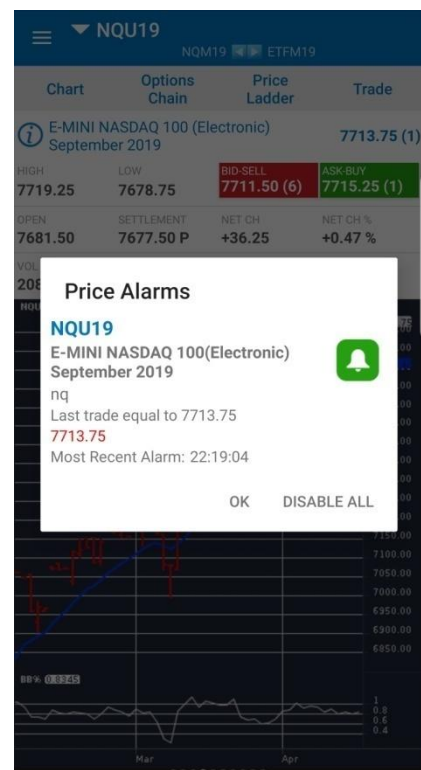 NQU19
NQM19 ETFM19
Chart
Options
Chain
Price
Ladder
Trade
E-MINI NASDAQ 100 (Electronic)
September 2019
7713.75 (1)
HIGH LOW BID-SELL ASK-BUY
7719.25 7678.75 7711.50 (6) 7715.25 (1)
OPEN SETTLEMENT NET CH NET CH %
7681.50 7677.50 P +36.25 +0.47 %
VOL
208
NQU
Price Alarms
NQU19
E-MINI NASDAQ 100(Electronic)
September 2019
nq
Last trade equal to 7713.75
7713.75
Most Recent Alarm: 22:19:04
OK DISABLE ALL
7150.00
7100.00
7050.00
7000.00
6950.00
6900.00
6850.00
BB% 0.8345
1
0.8
0.6
0.4
Mar Apr